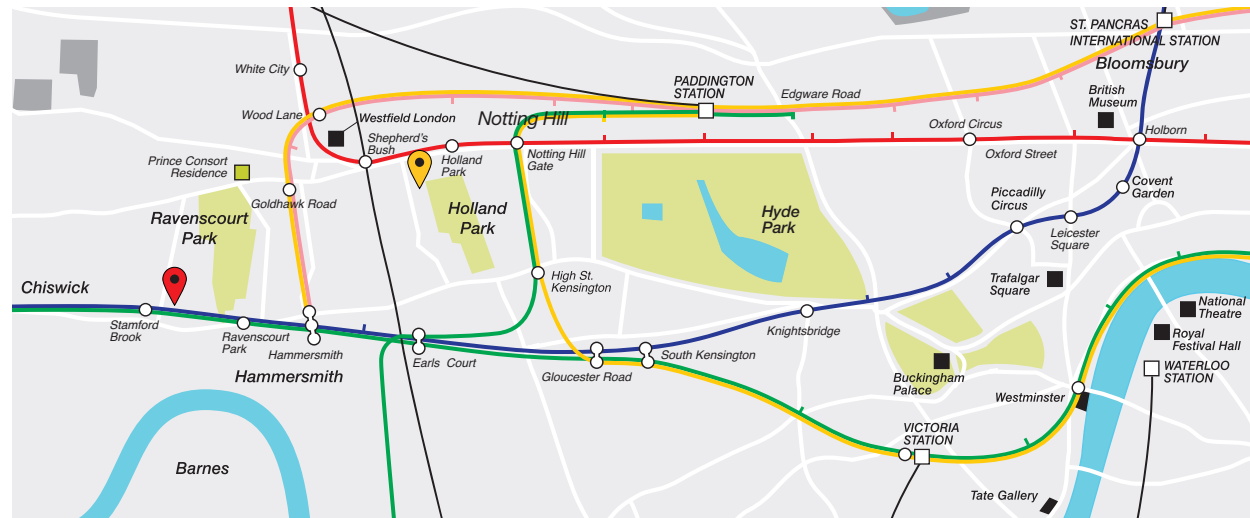 ST. PANCRAS
INTERNATIONAL STATION
Bloomsbury
White City
PADDINGTON
STATION
Edgware Road
British
Museum
Wood Lane
Westfield London
Notting Hill
Shepherd's
Bush
Oxford Circus
Holborn
Prince Consort
Residence
Holland
Park
Notting Hill
Gate
Oxford Street
Goldhawk Road
Covent
Garden
Piccadilly
Circus
Ravenscourt
Park
Holland
Park
Hyde
Park
Leicester
Square
Chiswick
High St.
Kensington
Trafalgar
Square
National
Theatre
Stamford
Brook
Ravenscourt
Park
Hammersmith
Knightsbridge
Royal
Festival Hall
Earls Court
South Kensington
Gloucester Road
WATERLOO
STATION
Hammersmith
Buckingham
Palace
Westminster
VICTORIA
STATION
Barnes
Tate Gallery